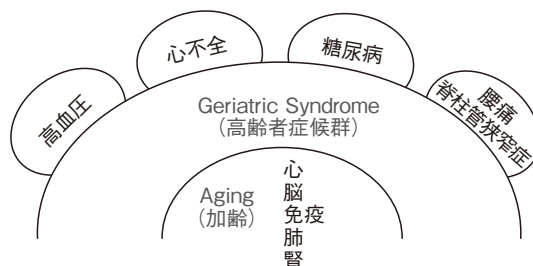 高血圧
心不全
糖尿病
腰痛
脊柱管狭窄症
Geriatric Syndrome
（高齢者症候群）
Aging
（加齢）
心
脳
免疫
肺
腎